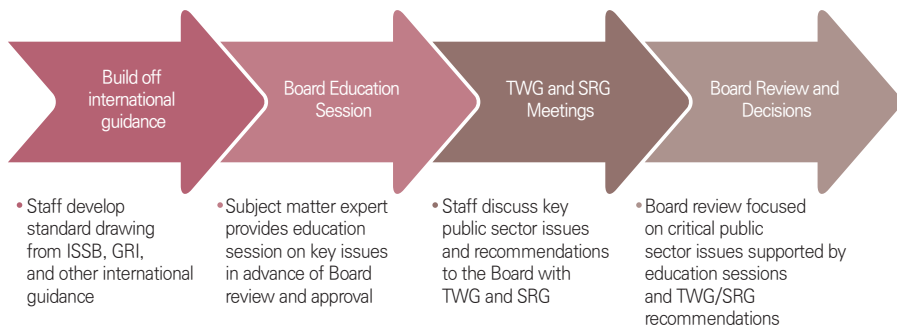 Build off
international
guidance
Board Education
Session
TWG and SRG
Meetings
Board Review and
Decisions
• Staff develop
standard drawing
from ISSB, GRI,
and other international
guidance
• Subject matter expert
provides education
session on key issues
in advance of Board
review and approval
• Staff discuss key
public sector issues
and recommendations
to the Board with
TWG and SRG
• Board review focused
on critical public
sector issues supported by
education sessions
and TWG/SRG
recommendations